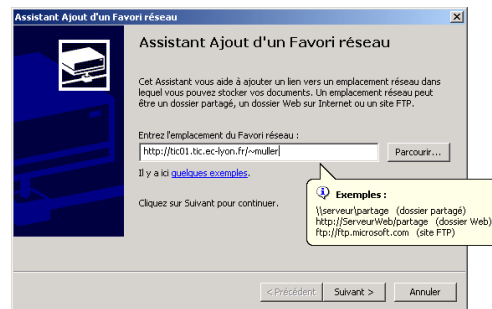 Assistant Ajout d'un Favori réseau
Assistant Ajout d'un Favori réseau
Cet Assistant vous aide à ajouter un lien vers un emplacement réseau dans
lequel vous pouvez stocker vos documents. Un emplacement réseau peut
être un dossier partagé, un dossier Web sur Internet ou un site FTP.
Entrez l'emplacement du Favori réseau :
http://tic01.tic.ec-lyon.fr/~muller
Parcourir...
Il y a ici quelques exemples.
Cliquez sur Suivant pour continuer.
Exemples :
\\serveur\partage (dossier partagé)
http://ServeurWeb/partage (dossier Web)
ftp://ftp.microsoft.com (site FTP)
< Précédent
Suivant >
Annuler